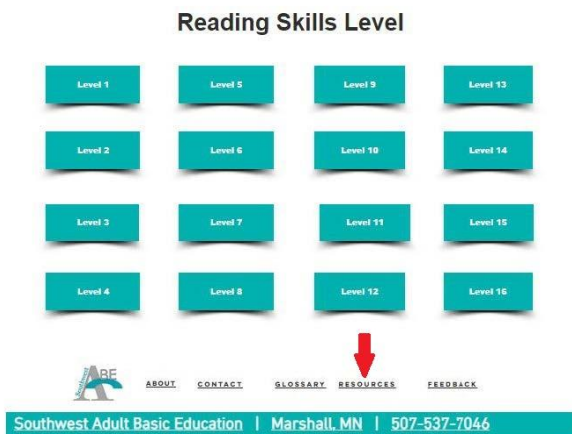 Reading Skills Level
Level 1 Level 5 Level 9 Level 13
Level 2 Level 6 Level 10 Level 14
Level 3 Level 7 Level 11 Level 15
Level 4 Level 8 Level 12 Level 16
Southwest ABE
ABOUT CONTACT GLOSSARY RESOURCES FEEDBACK
Southwest Adult Basic Education | Marshall, MN | 507-537-7046